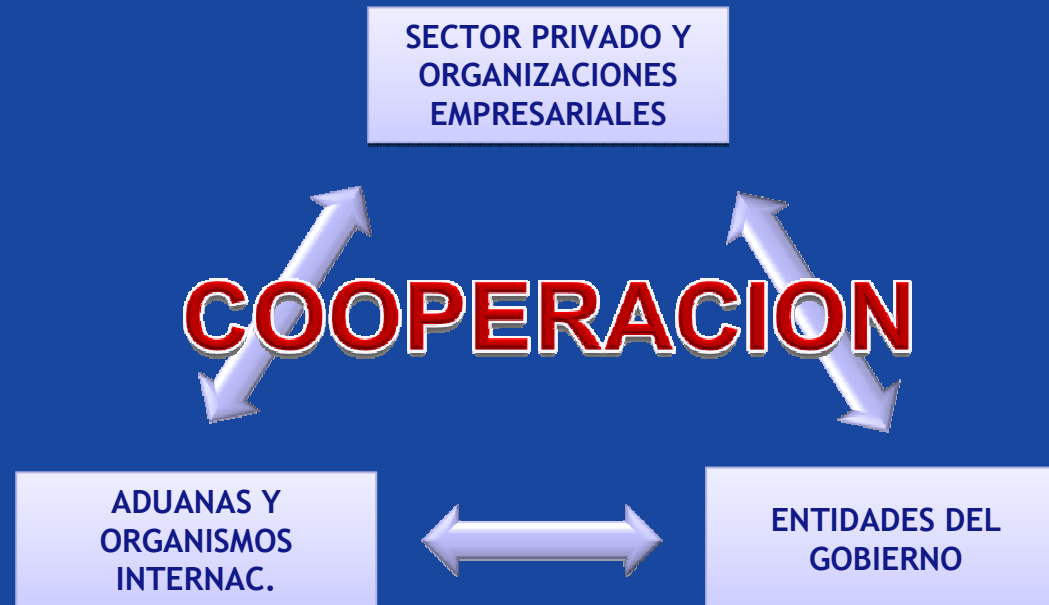 SECTOR PRIVADO Y
ORGANIZACIONES
EMPRESARIALES
COOPERACION
ADUANAS Y
ORGANISMOS
INTERNAC.
ENTIDADES DEL
GOBIERNO